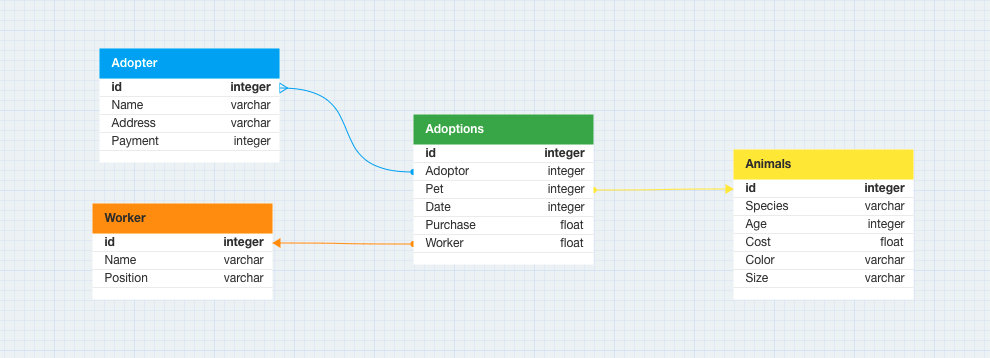 Adopter
id integer
Name varchar
Address varchar
Payment integer
Worker
id integer
Name varchar
Position varchar
Adoptions
id integer
Adoptor integer
Pet integer
Date integer
Purchase float
Worker float
Animals
id integer
Species varchar
Age integer
Cost float
Color varchar
Size varchar